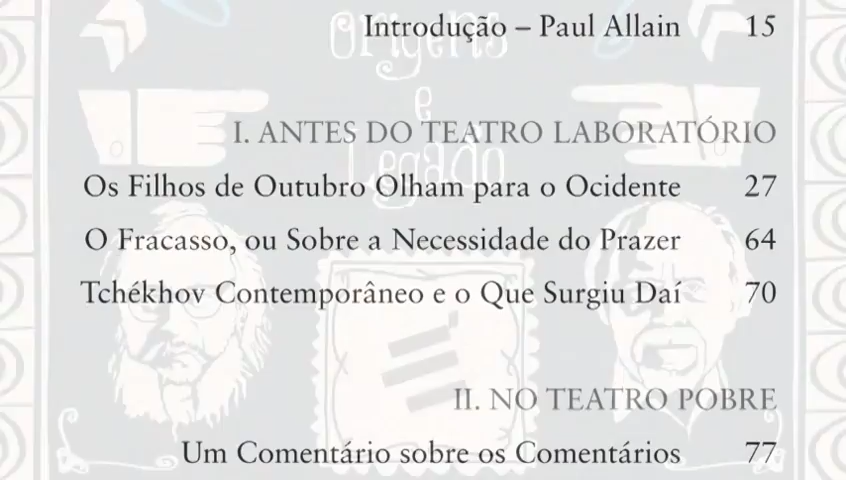 Introdução – Paul Allain 15
I. ANTES DO TEATRO LABORATÓRIO
Os Filhos de Outubro Olham para o Ocidente 27
O Fracasso, ou Sobre a Necessidade do Prazer 64
Tchékhov Contemporâneo e o Que Surgiu Daí 70
II. NO TEATRO POBRE
Um Comentário sobre os Comentários 77
Origens
e
Legado